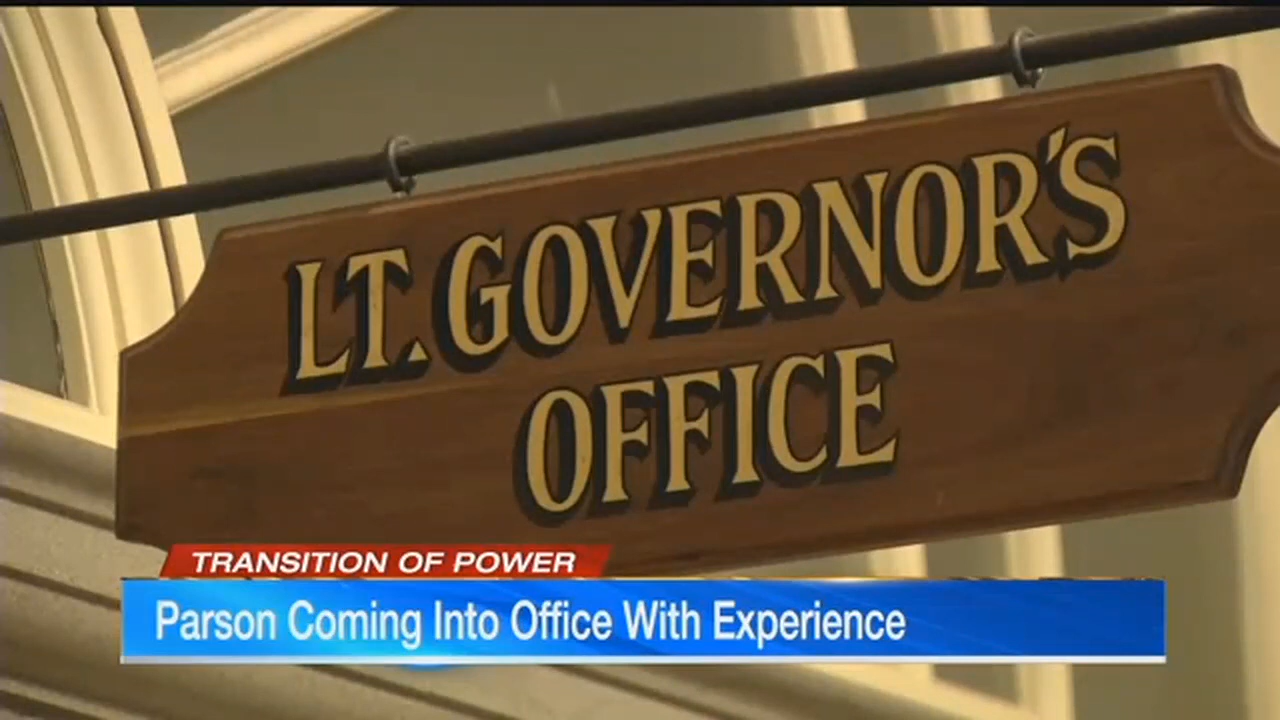 LT. GOVERNOR'S
OFFICE
TRANSITION OF POWER
Parson Coming Into Office With Experience